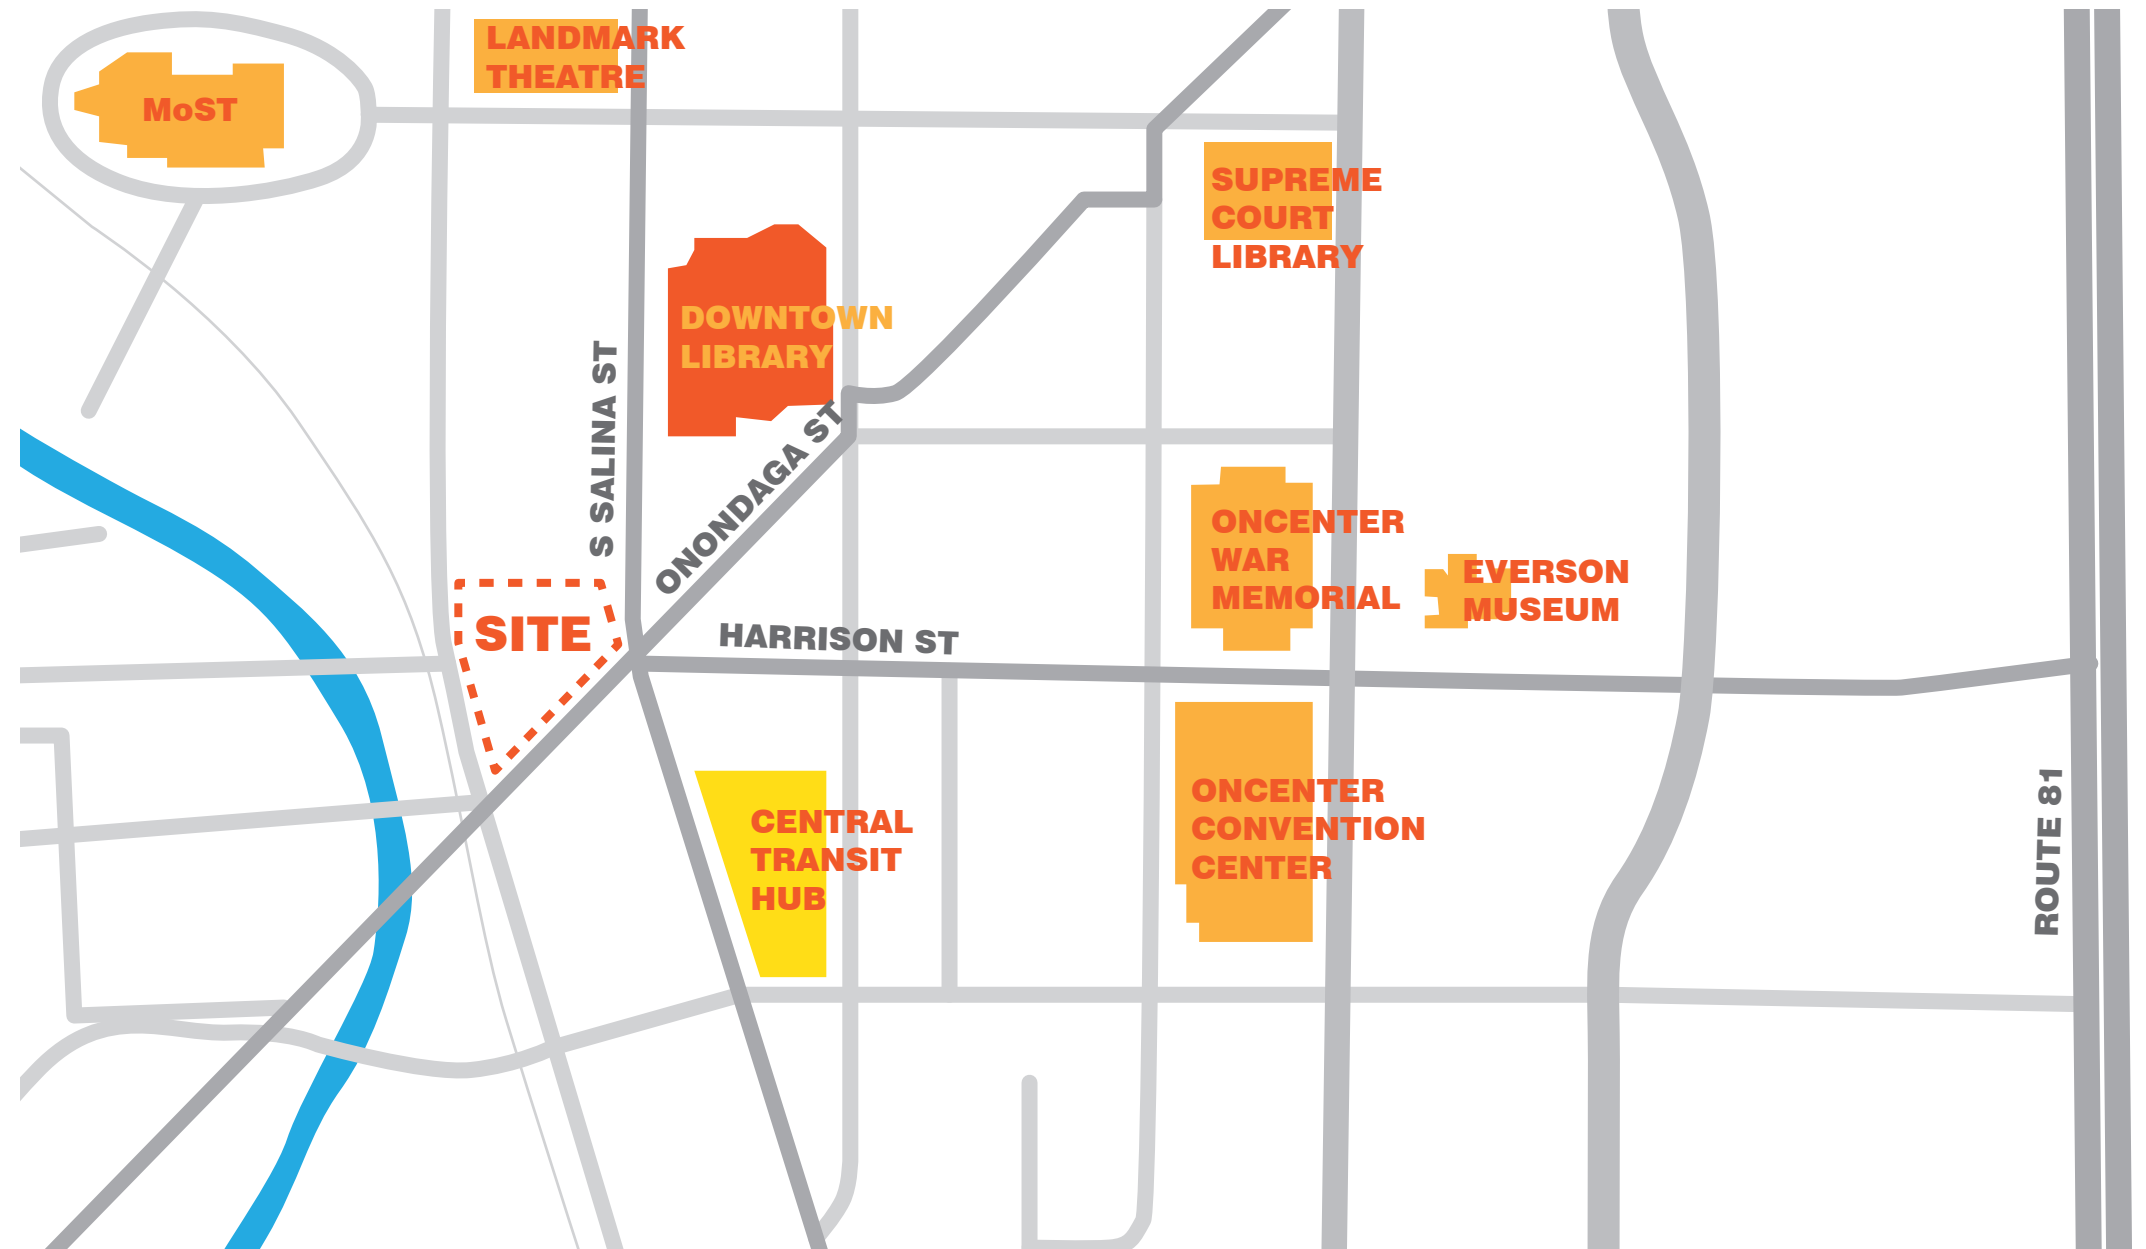 LANDMARK
THEATRE
MoST
SUPREME
COURT
LIBRARY
DOWNTOWN
LIBRARY
S SALINA ST
ONONDAGA ST
ONCENTER
WAR
MEMORIAL
EVERSON
MUSEUM
SITE
HARRISON ST
CENTRAL
TRANSIT
HUB
ONCENTER
CONVENTION
CENTER
ROUTE 81